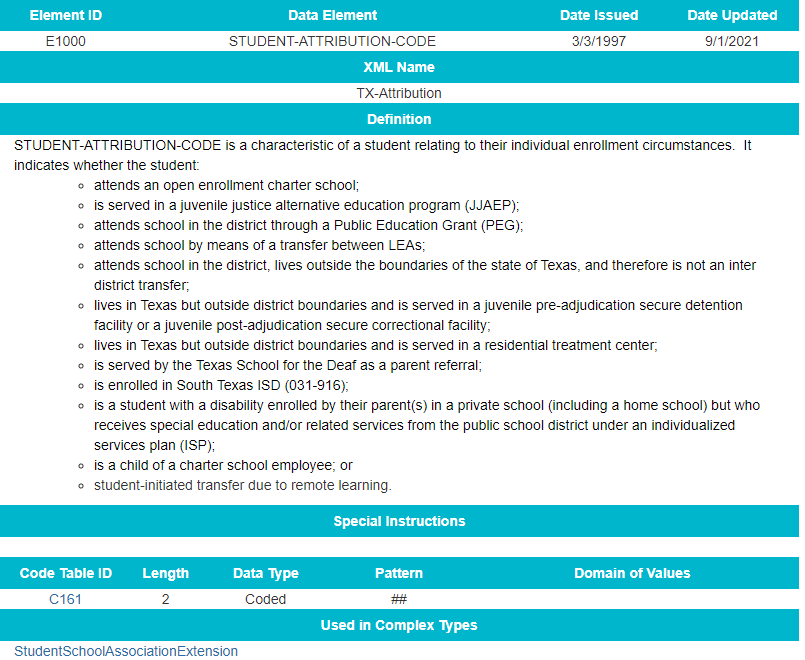 Element ID Data Element Date Issued Date Updated
E1000 STUDENT-ATTRIBUTION-CODE 3/3/1997 9/1/2021
XML Name
TX-Attribution
Definition
STUDENT-ATTRIBUTION-CODE is a characteristic of a student relating to their individual enrollment circumstances.  It
indicates whether the student:
attends an open enrollment charter school;
is served in a juvenile justice alternative education program (JJAEP);
attends school in the district through a Public Education Grant (PEG);
attends school by means of a transfer between LEAs;
attends school in the district, lives outside the boundaries of the state of Texas, and therefore is not an inter
district transfer;
lives in Texas but outside district boundaries and is served in a juvenile pre-adjudication secure detention
facility or a juvenile post-adjudication secure correctional facility;
lives in Texas but outside district boundaries and is served in a residential treatment center;
is served by the Texas School for the Deaf as a parent referral;
is enrolled in South Texas ISD (031-916);
is a student with a disability enrolled by their parent(s) in a private school (including a home school) but who
receives special education and/or related services from the public school district under an individualized
services plan (ISP);
is a child of a charter school employee; or
student-initiated transfer due to remote learning.
Special Instructions
Code Table ID Length Data Type Pattern Domain of Values
C161 2 Coded ##
Used in Complex Types
StudentSchoolAssociationExtension